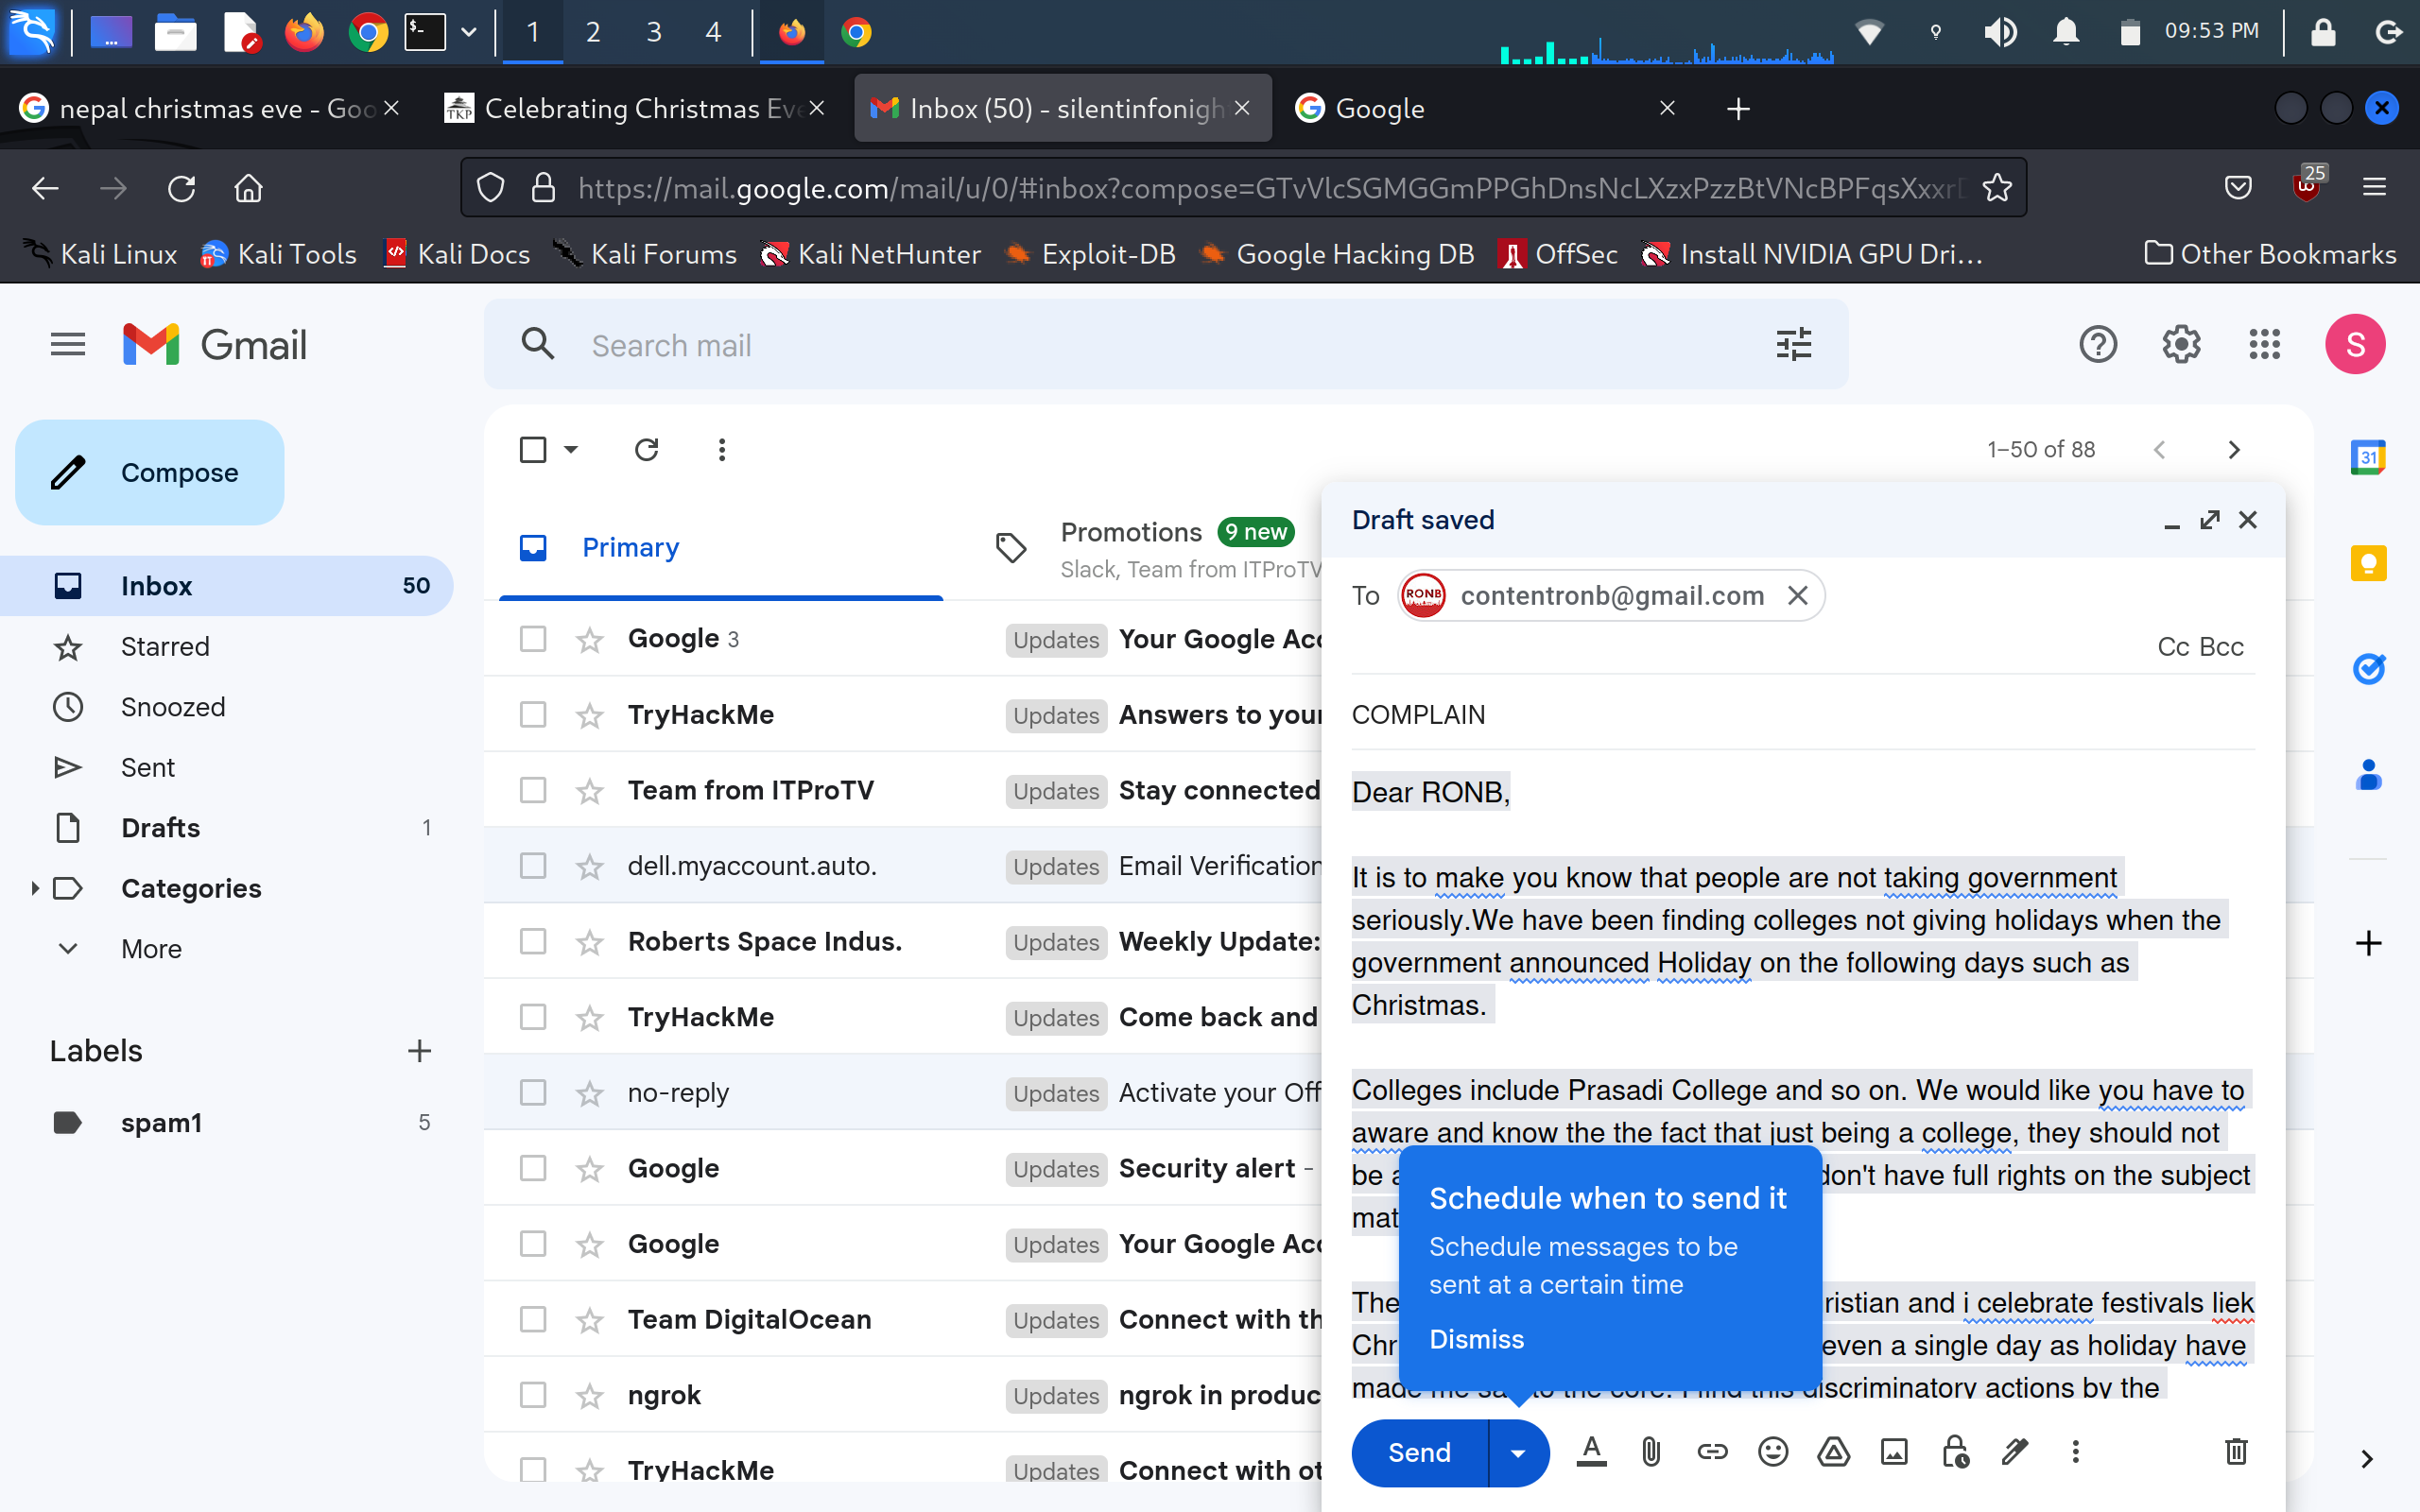 1 2 3 4 09:53 PM
nepal christmas eve - Goo
Celebrating Christmas Eve
Inbox (50) - silentinfonigh
Google
https://mail.google.com/mail/u/0/#inbox?compose=GTvVlcSGMGGmPPGhDnsNcLXzxPzzBtVNcBPFqsXxxrD
25
Kali Linux
Kali Tools
Kali Docs
Kali Forums
Kali NetHunter
Exploit-DB
Google Hacking DB
OffSec
Install NVIDIA GPU Dri…
Other Bookmarks
Gmail
Search mail
S
Compose
Inbox 50
Starred
Snoozed
Sent
Drafts 1
Categories
More
Labels
spam1 5
1–50 of 88
Primary
Promotions 9 new
Slack, Team from ITProTV
Google 3 Updates Your Google Acc
TryHackMe Updates Answers to your
Team from ITProTV Updates Stay connected
dell.myaccount.auto. Updates Email Verification
Roberts Space Indus. Updates Weekly Update:
TryHackMe Updates Come back and
no-reply Updates Activate your Off
Google Updates Security alert -
Google Updates Your Google Acc
Team DigitalOcean Updates Connect with th
ngrok Updates ngrok in produc
TryHackMe Updates Connect with ot
Draft saved
To RONB contentronb@gmail.com
Cc Bcc
COMPLAIN
Dear RONB,
It is to make you know that people are not taking government
seriously.We have been finding colleges not giving holidays when the
government announced Holiday on the following days such as
Christmas.
Colleges include Prasadi College and so on. We would like you have to
aware and know the the fact that just being a college, they should not
be a don't have full rights on the subject
mat
The ristian and i celebrate festivals liek
Chr even a single day as holiday have
made me sad to the core. I find this discriminatory actions by the
Schedule when to send it
Schedule messages to be
sent at a certain time
Dismiss
Send
31
TKP